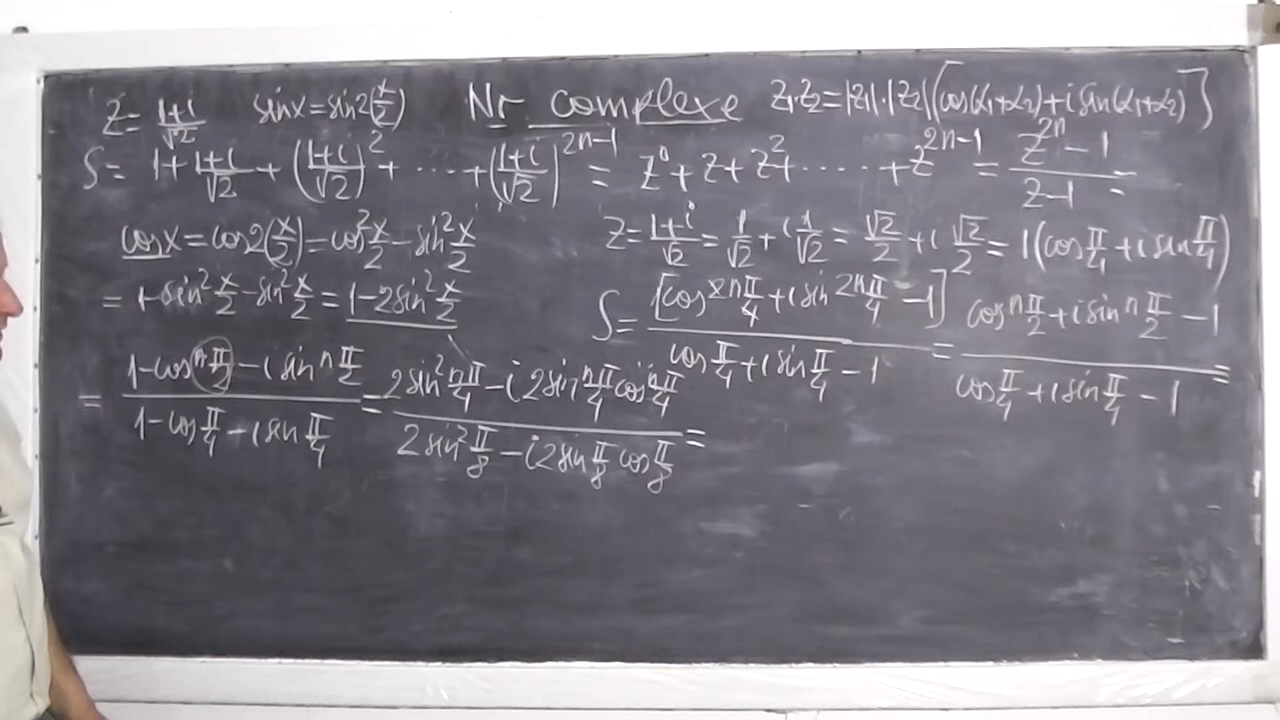 Z = (1+i)/√2   sin x = sin 2(x/2)   Nr complexe   Z₁·Z₂ = |Z₁|·|Z₂|[cos(α₁+α₂) + i sin(α₁+α₂)]
S = 1 + (1+i)/√2 + ((1+i)/√2)² + ····· + ((1+i)/√2)^(2n-1) = Z⁰ + Z + Z² + ····· + Z^(2n-1) = (Z^(2n) - 1)/(Z - 1) =
cos x = cos 2(x/2) = cos² x/2 - sin² x/2
= 1 - sin² x/2 - sin² x/2 = 1 - 2 sin² x/2
Z = (1+i)/√2 = 1/√2 + i 1/√2 = √2/2 + i √2/2 = 1(cos π/4 + i sin π/4)
S = [cos 2nπ/4 + i sin 2nπ/4 - 1]/(cos π/4 + i sin π/4 - 1) = (cos nπ/2 + i sin nπ/2 - 1)/(cos π/4 + i sin π/4 - 1) =
= (1 - cos nπ/2 - i sin nπ/2)/(1 - cos π/4 - i sin π/4) = (2 sin² nπ/4 - i 2 sin nπ/4 cos nπ/4)/(2 sin² π/8 - i 2 sin π/8 cos π/8) =